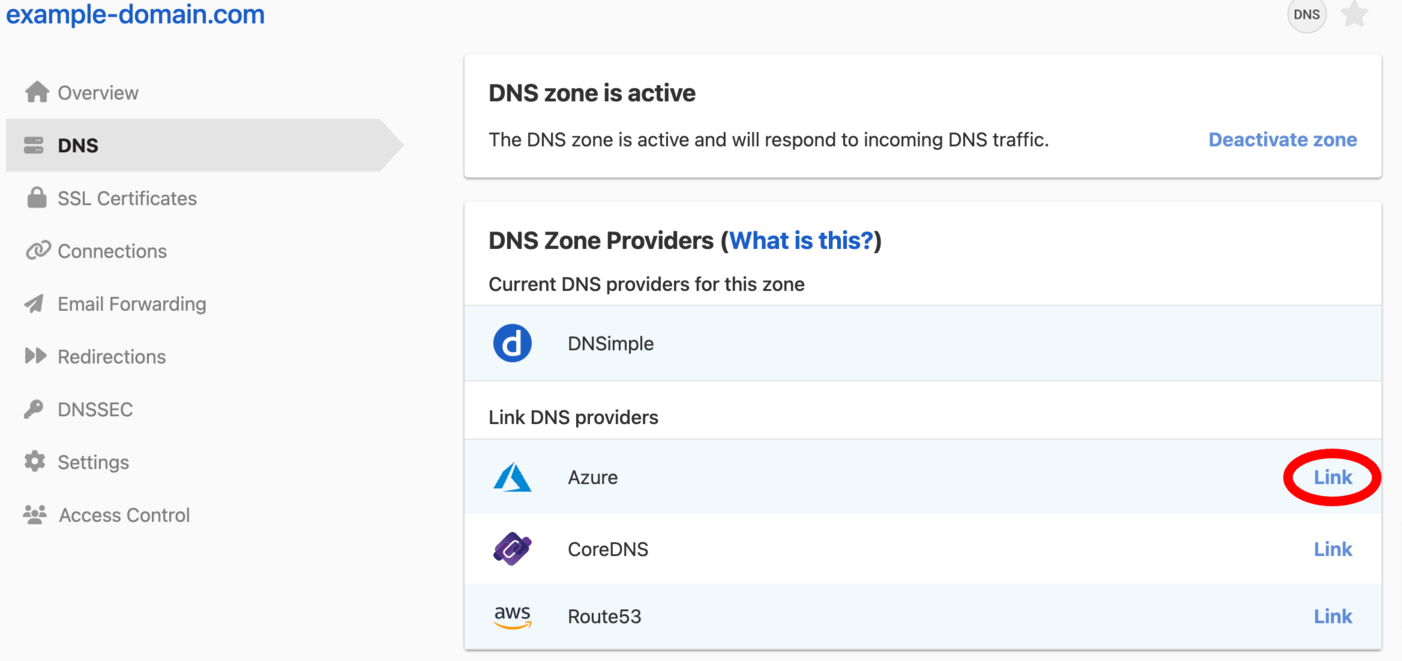 example-domain.com
DNS
Overview
DNS
SSL Certificates
Connections
Email Forwarding
Redirections
DNSSEC
Settings
Access Control
DNS zone is active
The DNS zone is active and will respond to incoming DNS traffic.
Deactivate zone
DNS Zone Providers (What is this?)
Current DNS providers for this zone
d DNSimple
Link DNS providers
Azure Link
CoreDNS Link
aws Route53 Link